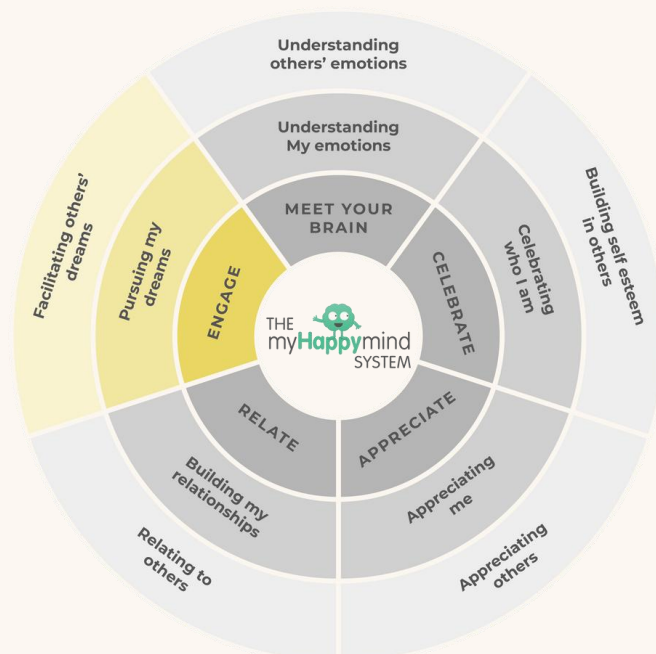 Understanding
others' emotions
Understanding
My emotions
MEET YOUR
BRAIN
Building self esteem
in others
Celebrating
who I am
CELEBRATE
Appreciating
others
Appreciating
me
APPRECIATE
Relating to
others
Building my
relationships
RELATE
Facilitating others'
dreams
Pursuing my
dreams
ENGAGE
THE
myHappymind
SYSTEM